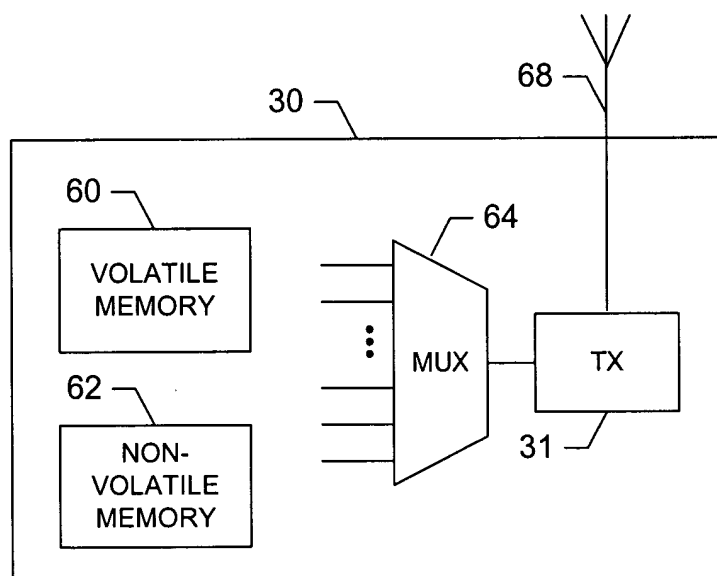 68
30
60
64
VOLATILE
MEMORY
MUX
TX
62
31
NON-
VOLATILE
MEMORY